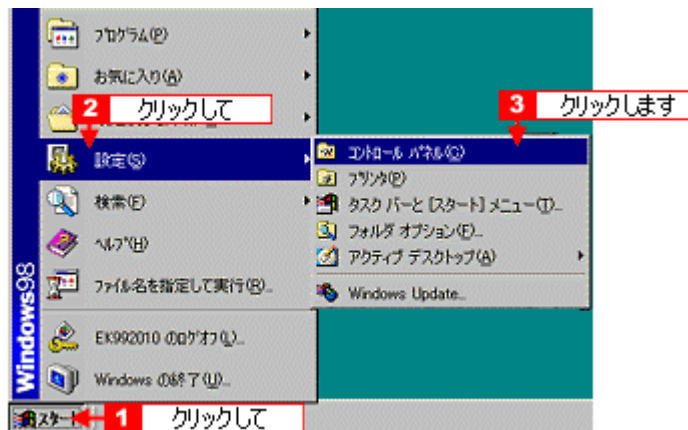 プログラム(P)
お気に入り(A)
2 クリックして
3 クリックします
設定(S)
コントロール パネル(C)
プリンタ(P)
タスク バーと [スタート] メニュー(T)...
フォルダ オプション(F)...
アクティブ デスクトップ(A)
Windows Update...
検索(F)
ヘルプ(H)
ファイル名を指定して実行(R)...
EK992010 のログオフ(L)...
Windows の終了(U)...
Windows98
スタート
1 クリックして